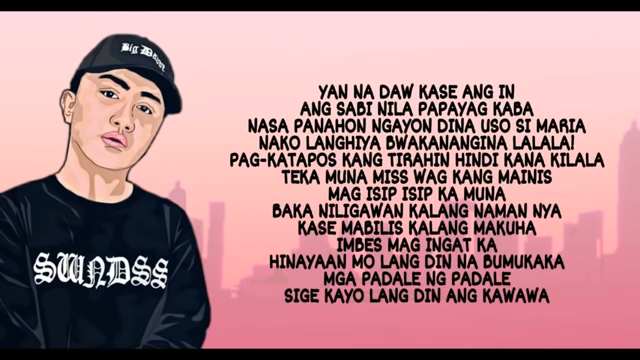 Big Dawgs
SWNDSS
YAN NA DAW KASE ANG IN
ANG SABI NILA PAPAYAG KABA
NASA PANAHON NGAYON DINA USO SI MARIA
NAKO LANGHIYA BWAKANANGINA LALALA!
PAG-KATAPOS KANG TIRAHIN HINDI KANA KILALA
TEKA MUNA MISS WAG KANG MAINIS
MAG ISIP ISIP KA MUNA
BAKA NILIGAWAN KALANG NAMAN NYA
KASE MABILIS KALANG MAKUHA
IMBES MAG INGAT KA
HINAYAAN MO LANG DIN NA BUMUKAKA
MGA PADALE NG PADALE
SIGE KAYO LANG DIN ANG KAWAWA